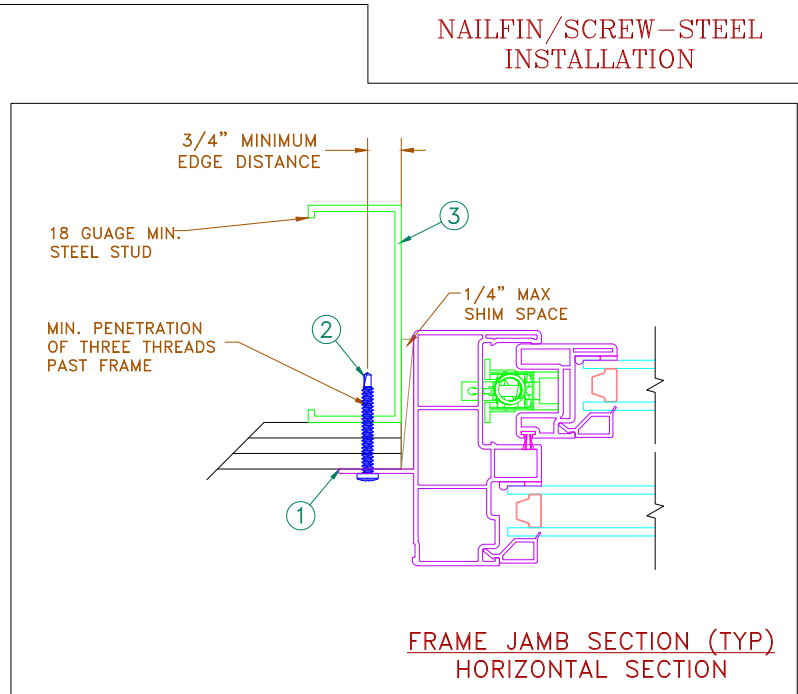 NAILFIN/SCREW-STEEL
INSTALLATION
3/4" MINIMUM
EDGE DISTANCE
3
18 GUAGE MIN.
STEEL STUD
1/4" MAX
SHIM SPACE
2
MIN. PENETRATION
OF THREE THREADS
PAST FRAME
1
FRAME JAMB SECTION (TYP)
HORIZONTAL SECTION